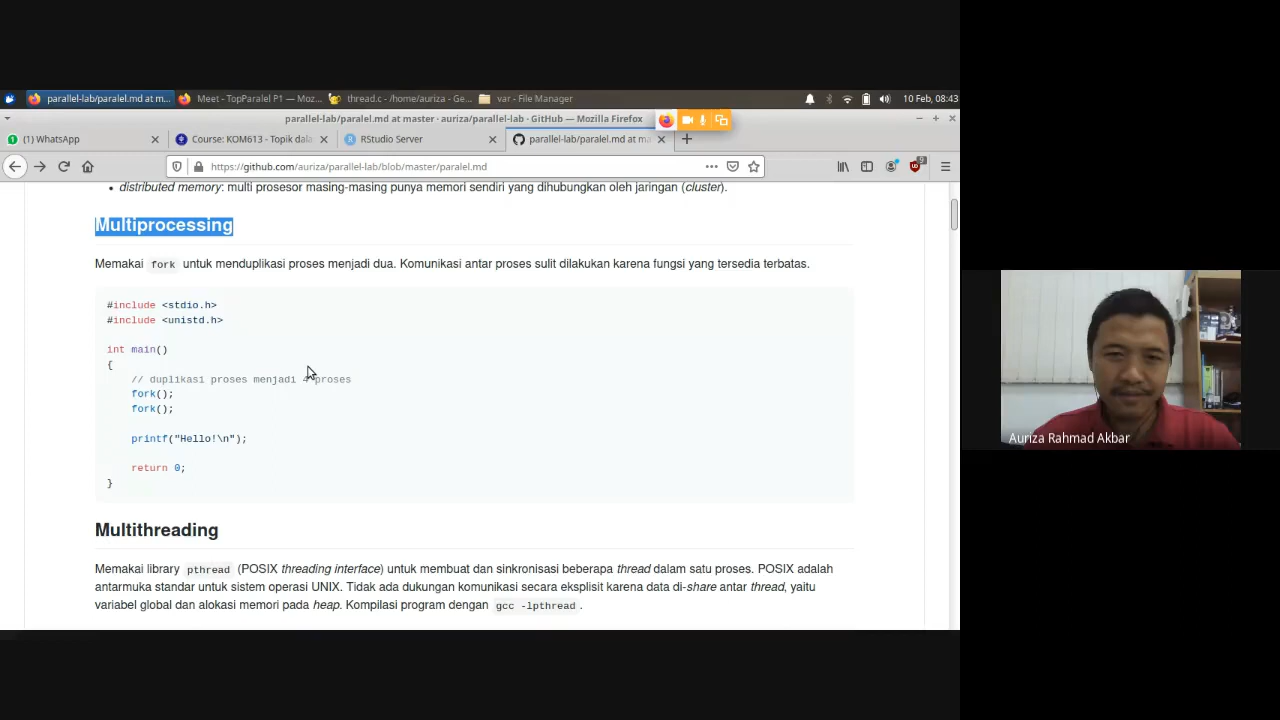 parallel-lab/paralel.md at m...
Meet - TopParalel P1 — Moz...
thread.c - /home/auriza - Ge...
var - File Manager
10 Feb, 08:43
parallel-lab/paralel.md at master · auriza/parallel-lab · GitHub — Mozilla Firefox
(1) WhatsApp
Course: KOM613 - Topik dala
RStudio Server
parallel-lab/paralel.md at ma
https://github.com/auriza/parallel-lab/blob/master/paralel.md
• distributed memory: multi prosesor masing-masing punya memori sendiri yang dihubungkan oleh jaringan (cluster).
Multiprocessing
Memakai fork untuk menduplikasi proses menjadi dua. Komunikasi antar proses sulit dilakukan karena fungsi yang tersedia terbatas.
#include <stdio.h>
#include <unistd.h>
int main()
{
// duplikasi proses menjadi 4 proses
fork();
fork();
printf("Hello!\n");
return 0;
}
Multithreading
Memakai library pthread (POSIX threading interface) untuk membuat dan sinkronisasi beberapa thread dalam satu proses. POSIX adalah
antarmuka standar untuk sistem operasi UNIX. Tidak ada dukungan komunikasi secara eksplisit karena data di-share antar thread, yaitu
variabel global dan alokasi memori pada heap. Kompilasi program dengan gcc -lpthread.
Auriza Rahmad Akbar